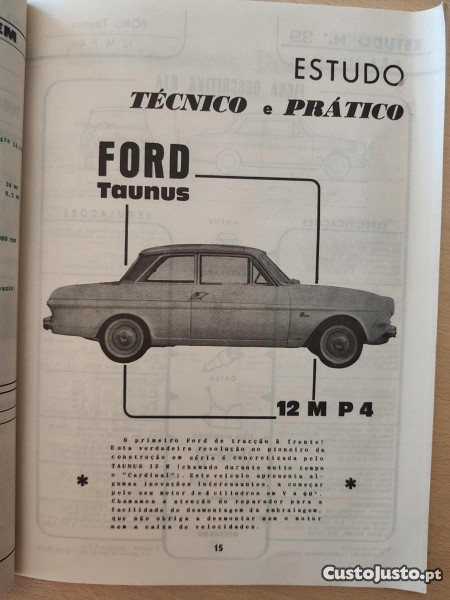 ESTUDO
TÉCNICO e PRÁTICO
FORD
Taunus
12 M P 4
O primeiro Ford de tracção à frente!
Esta verdadeira revolução no pioneiro da
construção em série é concretizada pelo
TAUNUS 12 M (chamado durante muito tempo
o "Cardinal"). Este veículo apresenta al-
gumas inovações interessantes, a começar
pelo seu motor de 4 cilindros em V a 60°.
Chamamos a atenção do reparador para a
facilidade de desmontagem da embraiagem,
que não obriga a desmontar nem o motor
nem a caixa de velocidades.
* *
15
CustoJusto.pt